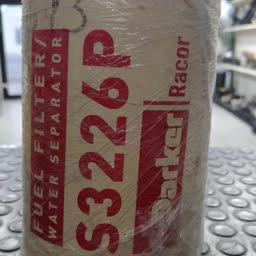 FUEL FILTER/
WATER SEPARATOR
S3226P
Parker
Racor